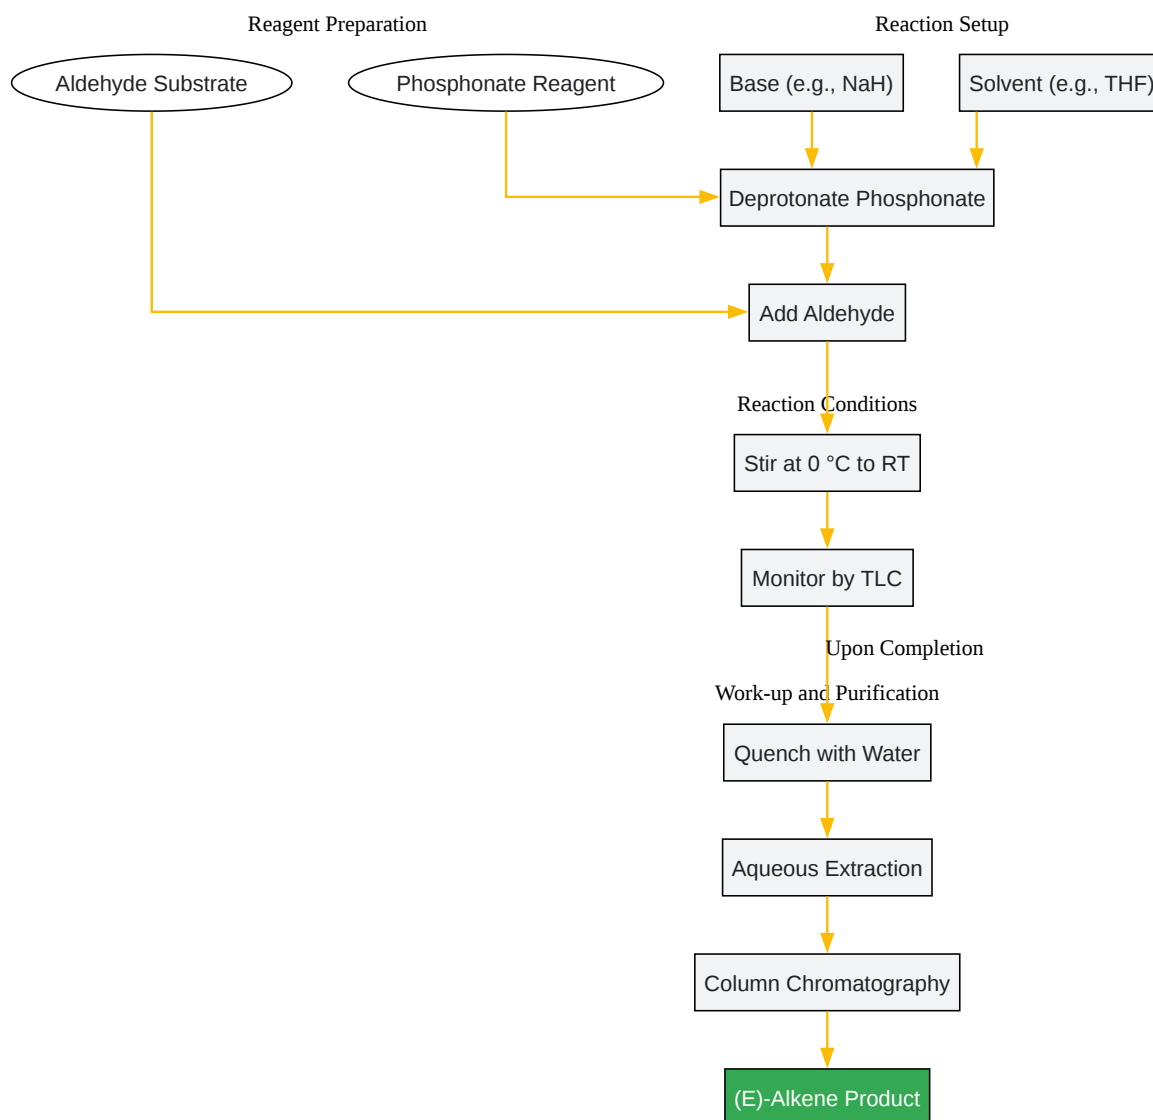 Reagent Preparation
Reaction Setup
Aldehyde Substrate
Phosphonate Reagent
Base (e.g., NaH)
Solvent (e.g., THF)
Deprotonate Phosphonate
Add Aldehyde
Reaction Conditions
Stir at 0 °C to RT
Monitor by TLC
Upon Completion
Work-up and Purification
Quench with Water
Aqueous Extraction
Column Chromatography
(E)-Alkene Product